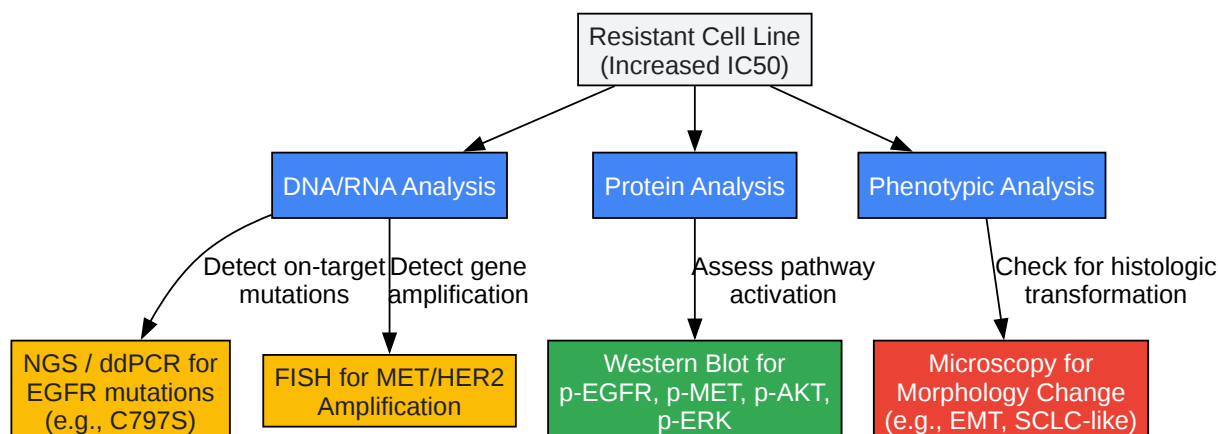 Resistant Cell Line
(Increased IC50)
DNA/RNA Analysis
Protein Analysis
Phenotypic Analysis
Detect on-target
mutations
Detect gene
amplification
Assess pathway
activation
Check for histologic
transformation
NGS / ddPCR for
EGFR mutations
(e.g., C797S)
FISH for MET/HER2
Amplification
Western Blot for
p-EGFR, p-MET, p-AKT,
p-ERK
Microscopy for
Morphology Change
(e.g., EMT, SCLC-like)